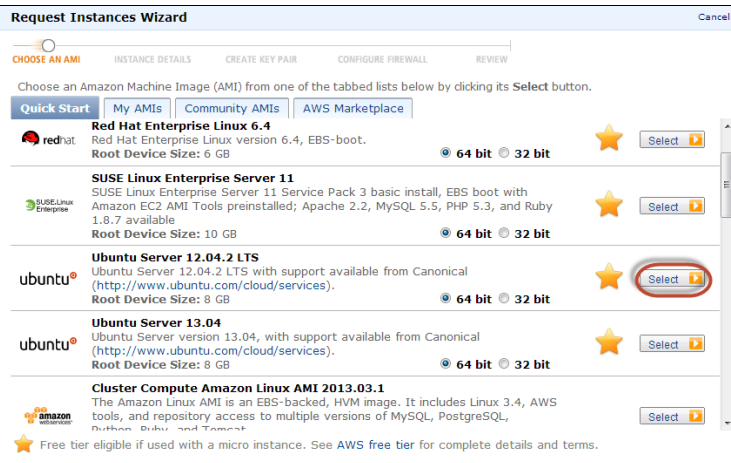 Request Instances Wizard
Cancel
CHOOSE AN AMI
INSTANCE DETAILS
CREATE KEY PAIR
CONFIGURE FIREWALL
REVIEW
Choose an Amazon Machine Image (AMI) from one of the tabbed lists below by clicking its Select button.
Quick Start
My AMIs
Community AMIs
AWS Marketplace
redhat
Red Hat Enterprise Linux 6.4
Red Hat Enterprise Linux version 6.4, EBS-boot.
Root Device Size: 6 GB
64 bit
32 bit
Select
SUSE Linux Enterprise
SUSE Linux Enterprise Server 11
SUSE Linux Enterprise Server 11 Service Pack 3 basic install, EBS boot with
Amazon EC2 AMI Tools preinstalled; Apache 2.2, MySQL 5.5, PHP 5.3, and Ruby
1.8.7 available
Root Device Size: 10 GB
64 bit
32 bit
Select
ubuntu
Ubuntu Server 12.04.2 LTS
Ubuntu Server 12.04.2 LTS with support available from Canonical
(http://www.ubuntu.com/cloud/services).
Root Device Size: 8 GB
64 bit
32 bit
Select
ubuntu
Ubuntu Server 13.04
Ubuntu Server version 13.04, with support available from Canonical
(http://www.ubuntu.com/cloud/services).
Root Device Size: 8 GB
64 bit
32 bit
Select
amazon
webservices
Cluster Compute Amazon Linux AMI 2013.03.1
The Amazon Linux AMI is an EBS-backed, HVM image. It includes Linux 3.4, AWS
tools, and repository access to multiple versions of MySQL, PostgreSQL,
Python, Ruby, and Tomcat
Select
Free tier eligible if used with a micro instance. See AWS free tier for complete details and terms.